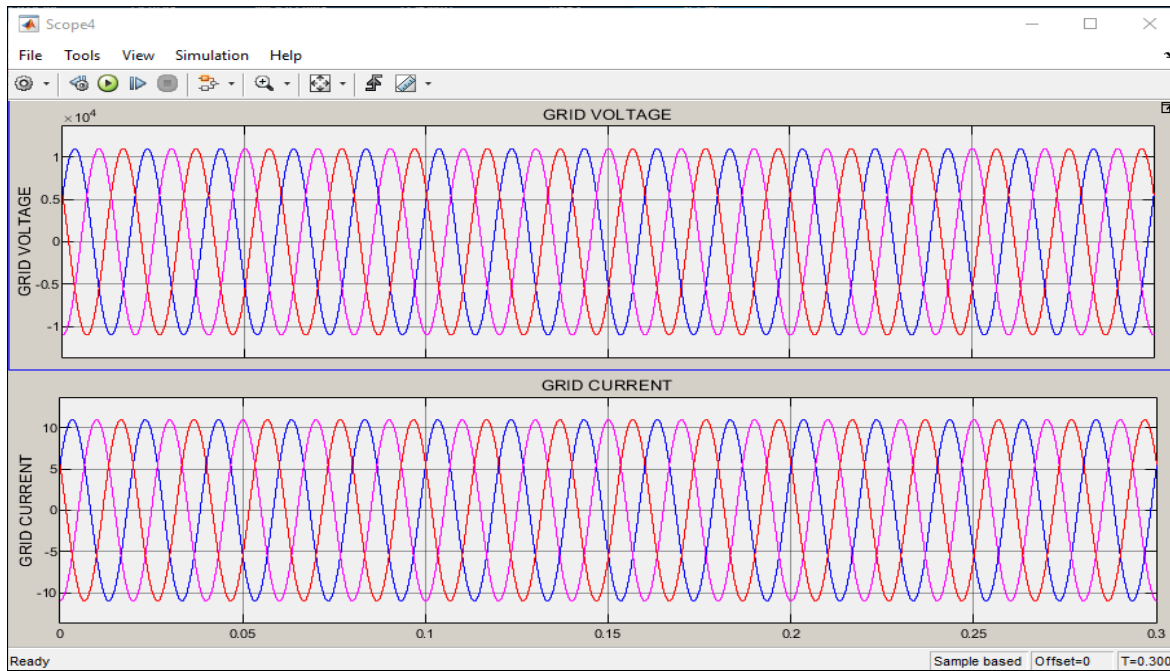 Scope4
File Tools View Simulation Help
GRID VOLTAGE
×10⁴
GRID VOLTAGE
1
0.5
0
-0.5
-1
GRID CURRENT
GRID CURRENT
10
5
0
-5
-10
0 0.05 0.1 0.15 0.2 0.25 0.3
Ready Sample based Offset=0 T=0.300